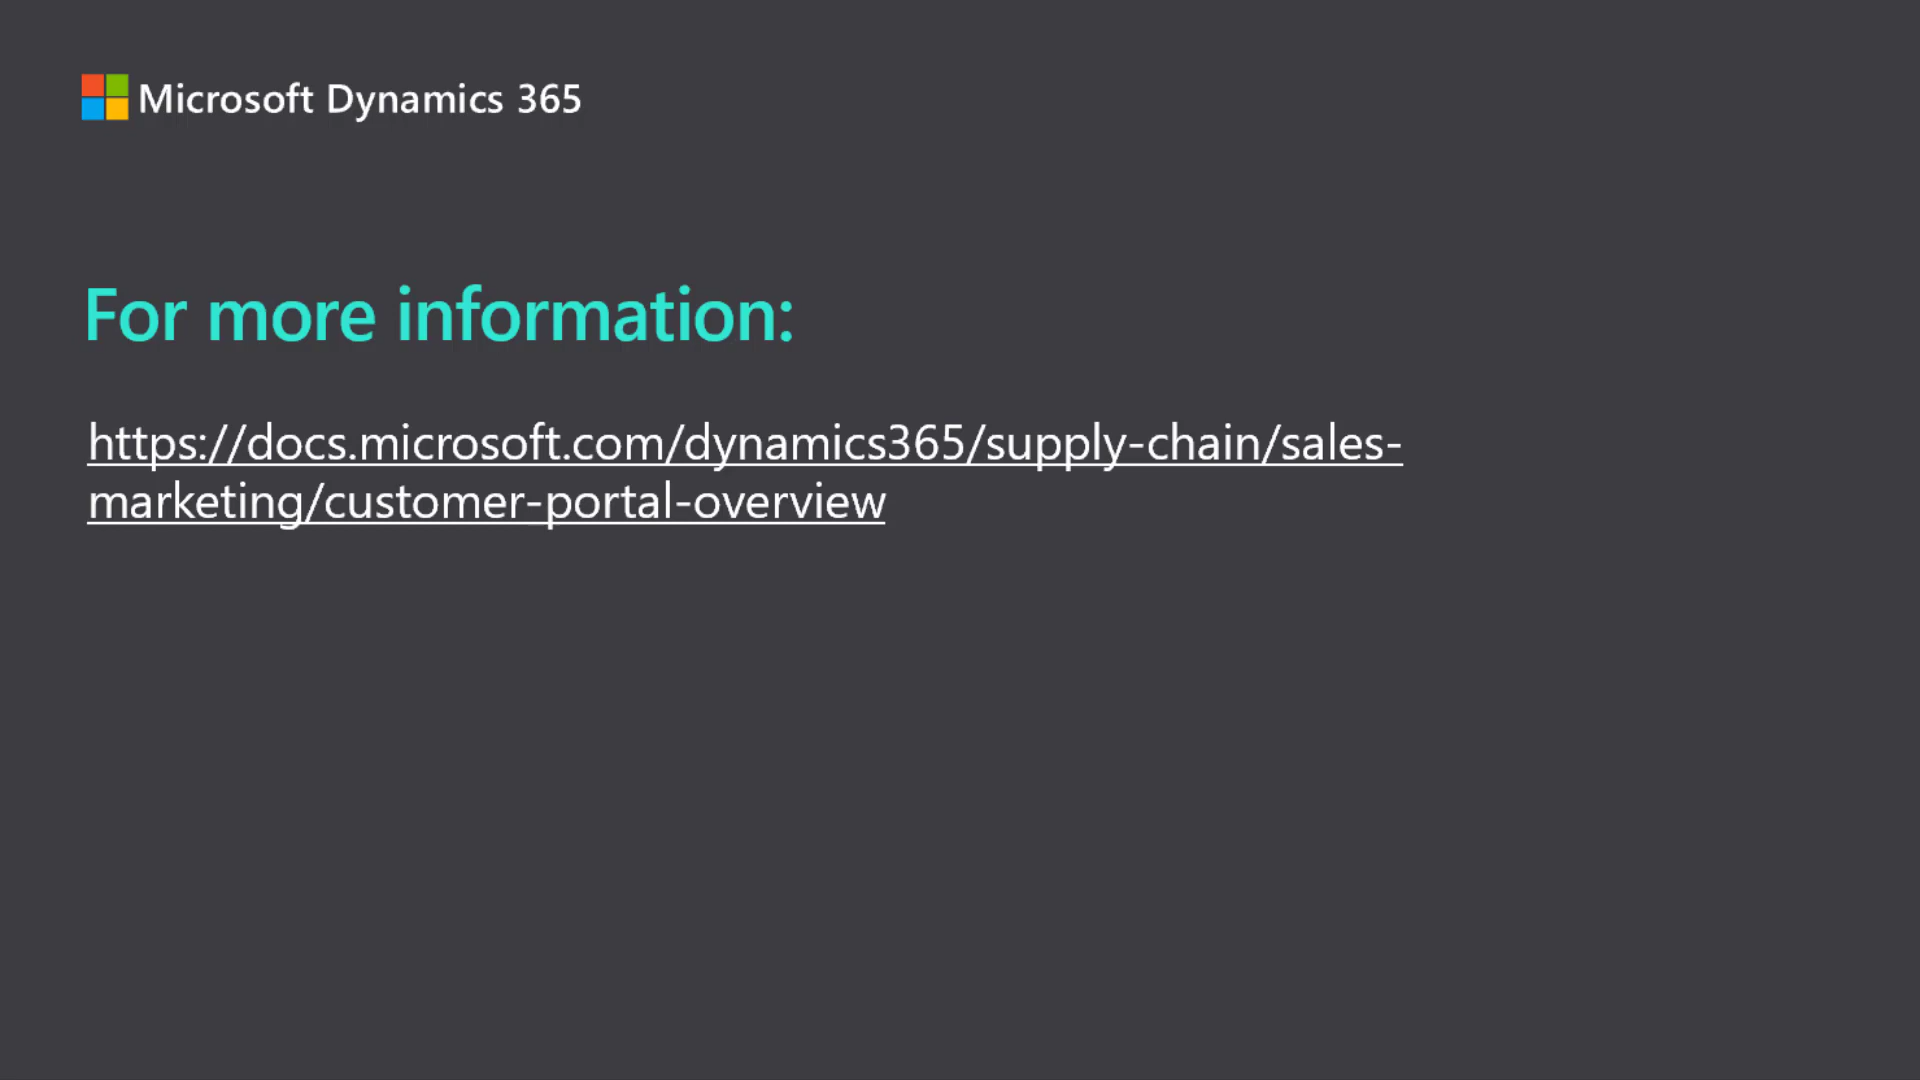 Microsoft Dynamics 365
For more information:
https://docs.microsoft.com/dynamics365/supply-chain/sales-
marketing/customer-portal-overview